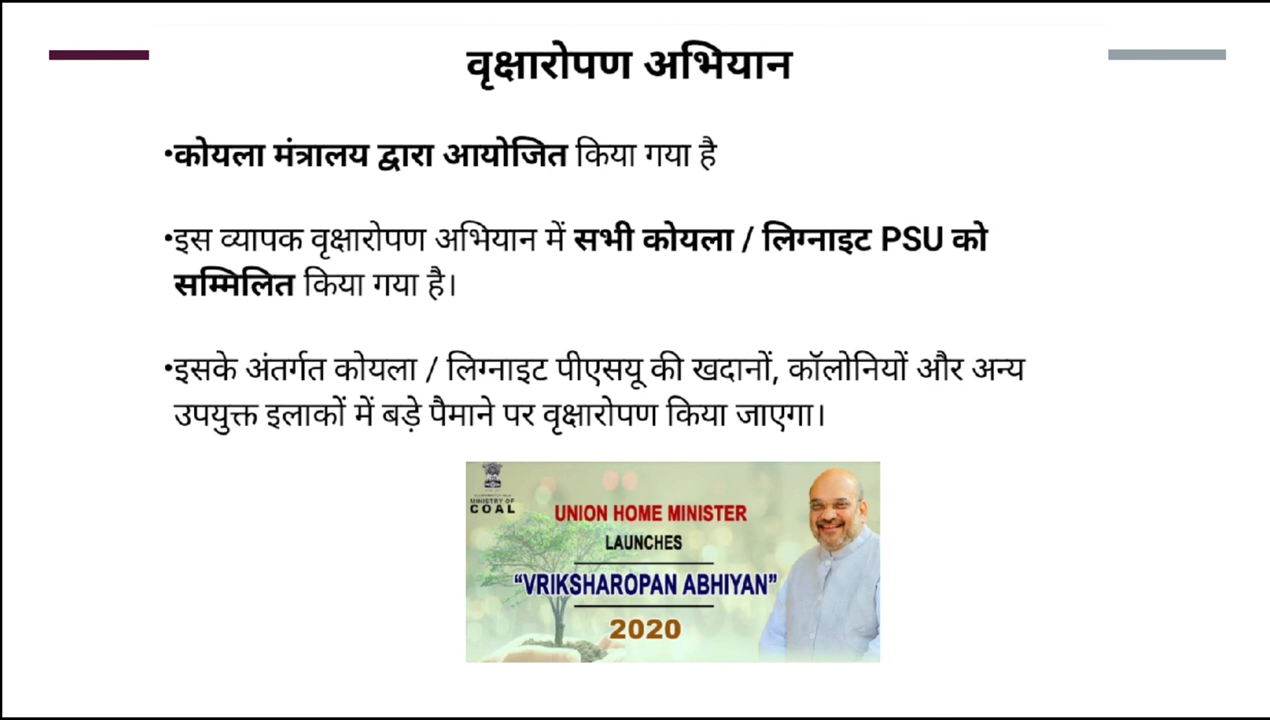 वृक्षारोपण अभियान
•कोयला मंत्रालय द्वारा आयोजित किया गया है
•इस व्यापक वृक्षारोपण अभियान में सभी कोयला / लिग्नाइट PSU को
सम्मिलित किया गया है।
•इसके अंतर्गत कोयला / लिग्नाइट पीएसयू की खदानों, कॉलोनियों और अन्य
उपयुक्त इलाकों में बड़े पैमाने पर वृक्षारोपण किया जाएगा।
MINISTRY OF
COAL
UNION HOME MINISTER
LAUNCHES
“VRIKSHAROPAN ABHIYAN”
2020